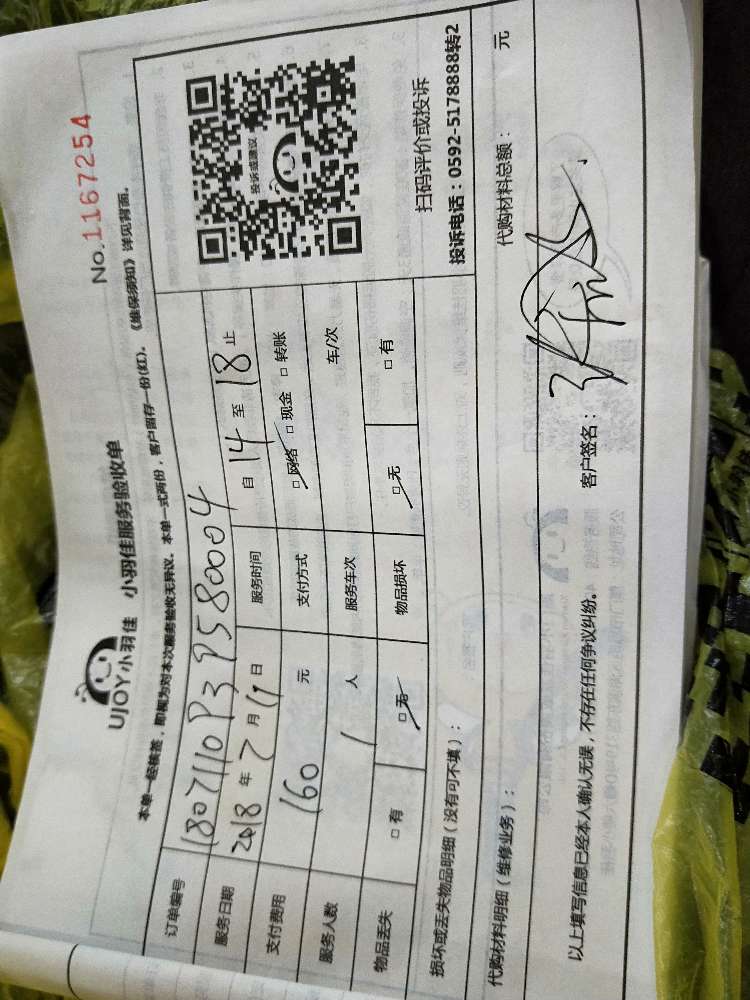 No.1167254
UJOY小羽佳 小羽佳服务验收单
本单一经核签，即视为对本次服务验收无异议。本单一式两份，客户留存一份(红)。《维保须知》详见背面。
订单编号 1807110P3P580004
服务日期 2018年7月11日 服务时间 自14至18止
支付费用 160元 支付方式 □网络 □现金 □转账
服务人数 1人 服务车次 车/次
物品丢失 □有 □无 物品损坏 □无 □有
投诉或建议
扫码评价或投诉
投诉电话：0592-5178888转2
损坏或丢失物品明细（没有可不填）：
代购材料明细（维修业务）： 代购材料总额： 元
以上填写信息已经本人确认无误，不存在任何争议纠纷。 客户签名：